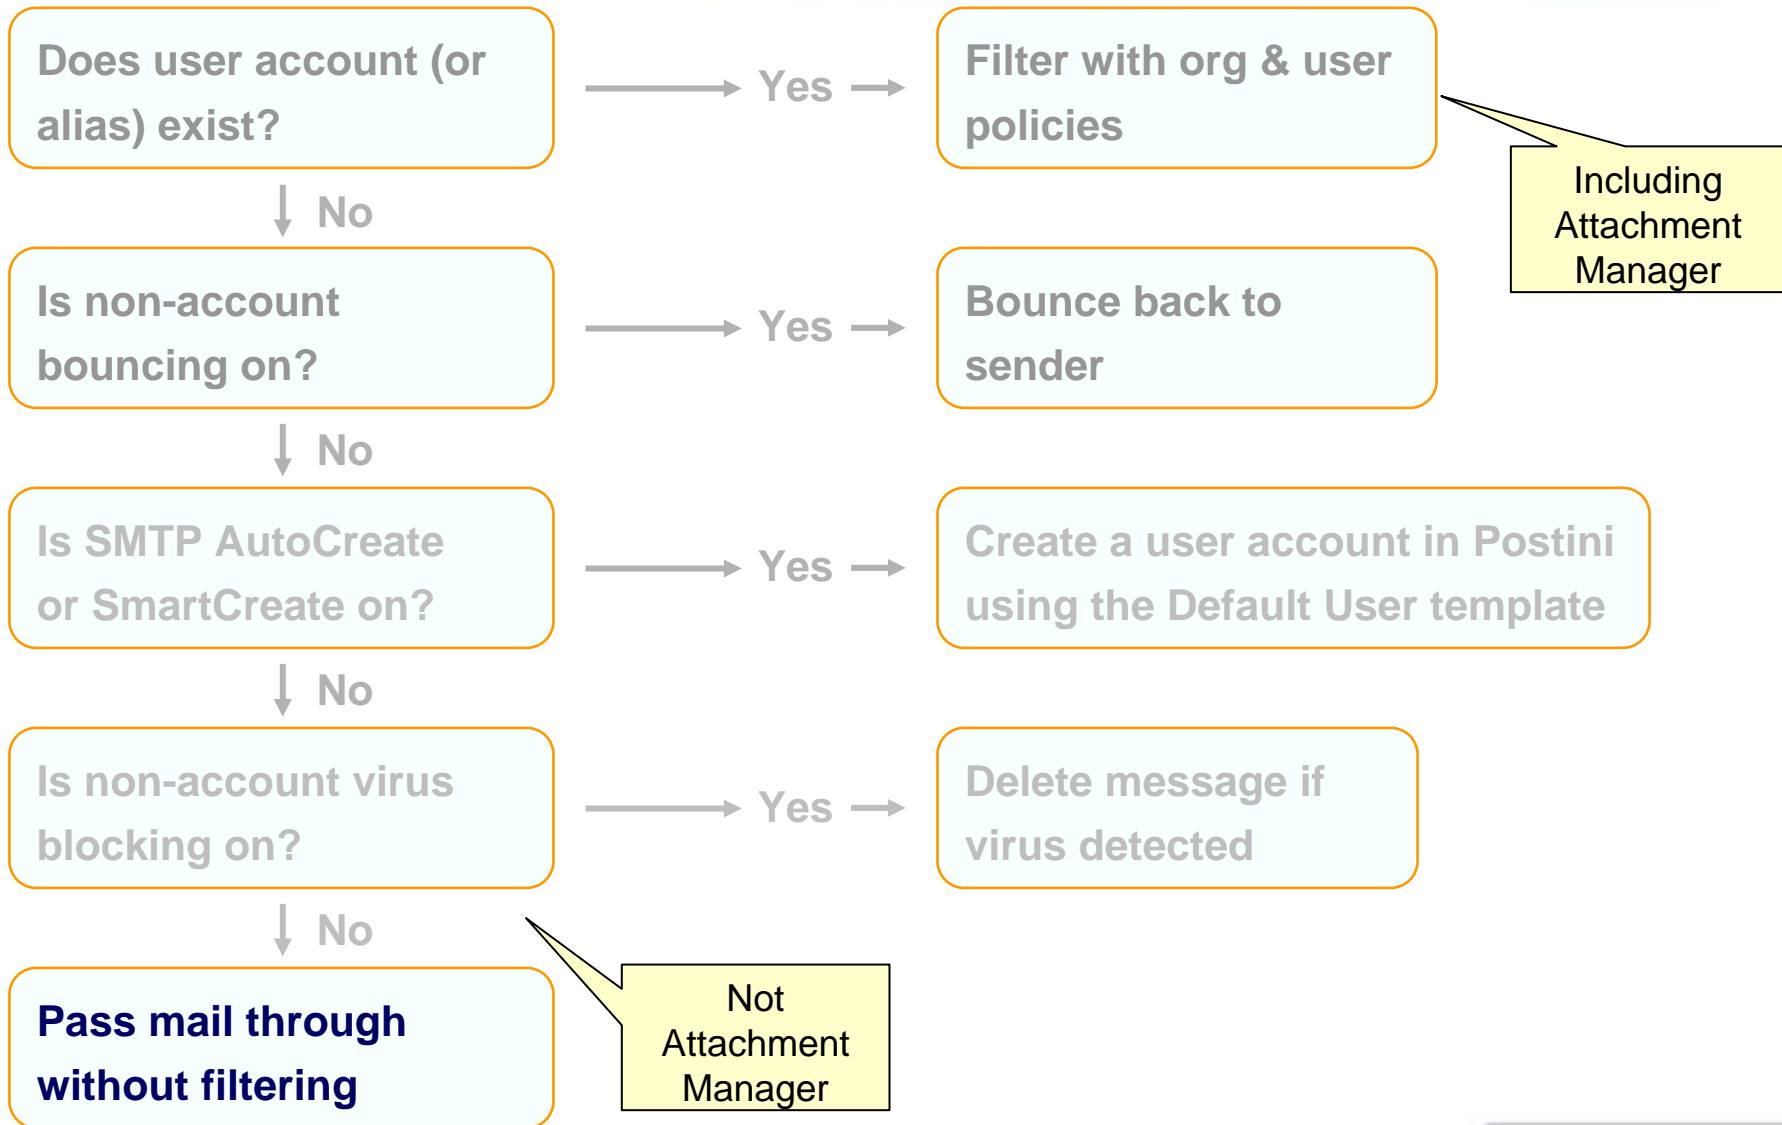 Does user account (or
alias) exist?
Yes
Filter with org & user
policies
Including
Attachment
Manager
No
Is non-account
bouncing on?
Yes
Bounce back to
sender
No
Is SMTP AutoCreate
or SmartCreate on?
Yes
Create a user account in Postini
using the Default User template
No
Is non-account virus
blocking on?
Yes
Delete message if
virus detected
No
Pass mail through
without filtering
Not
Attachment
Manager